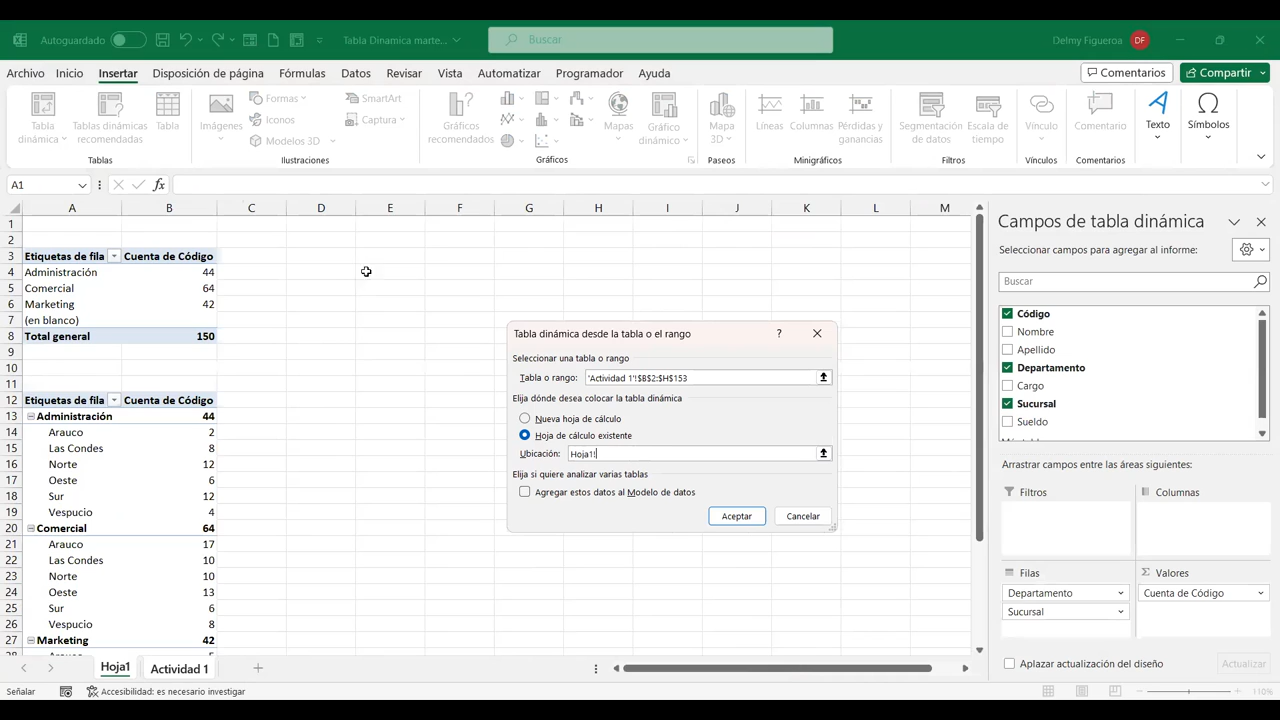 Autoguardado
Tabla Dinamica marte...
Buscar
Delmy Figueroa DF
Archivo Inicio Insertar Disposición de página Fórmulas Datos Revisar Vista Automatizar Programador Ayuda
Comentarios Compartir
Tabla dinámica
Tablas dinámicas recomendadas
Tabla
Tablas
Imágenes
Formas
Iconos
Modelos 3D
SmartArt
Captura
Ilustraciones
Gráficos recomendados
Mapas
Gráfico dinámico
Gráficos
Mapa 3D
Paseos
Líneas
Columnas
Pérdidas y ganancias
Minigráficos
Segmentación de datos
Escala de tiempo
Filtros
Vínculo
Vínculos
Comentario
Comentarios
Texto
Símbolos
A1 fx
A B C D E F G H I J K L M
1
2
3 Etiquetas de fila Cuenta de Código
4 Administración 44
5 Comercial 64
6 Marketing 42
7 (en blanco)
8 Total general 150
9
10
11
12 Etiquetas de fila Cuenta de Código
13 Administración 44
14 Arauco 2
15 Las Condes 8
16 Norte 12
17 Oeste 6
18 Sur 12
19 Vespucio 4
20 Comercial 64
21 Arauco 17
22 Las Condes 10
23 Norte 10
24 Oeste 13
25 Sur 6
26 Vespucio 8
27 Marketing 42
Tabla dinámica desde la tabla o el rango ?
Seleccionar una tabla o rango
Tabla o rango: 'Actividad 1'!$B$2:$H$153
Elija dónde desea colocar la tabla dinámica
Nueva hoja de cálculo
Hoja de cálculo existente
Ubicación: Hoja1!
Elija si quiere analizar varias tablas
Agregar estos datos al Modelo de datos
Aceptar Cancelar
Campos de tabla dinámica
Seleccionar campos para agregar al informe:
Buscar
Código
Nombre
Apellido
Departamento
Cargo
Sucursal
Sueldo
Arrastrar campos entre las áreas siguientes:
Filtros
Columnas
Filas
Departamento
Sucursal
Σ Valores
Cuenta de Código
Aplazar actualización del diseño Actualizar
Hoja1 Actividad 1
Señalar Accesibilidad: es necesario investigar
110%